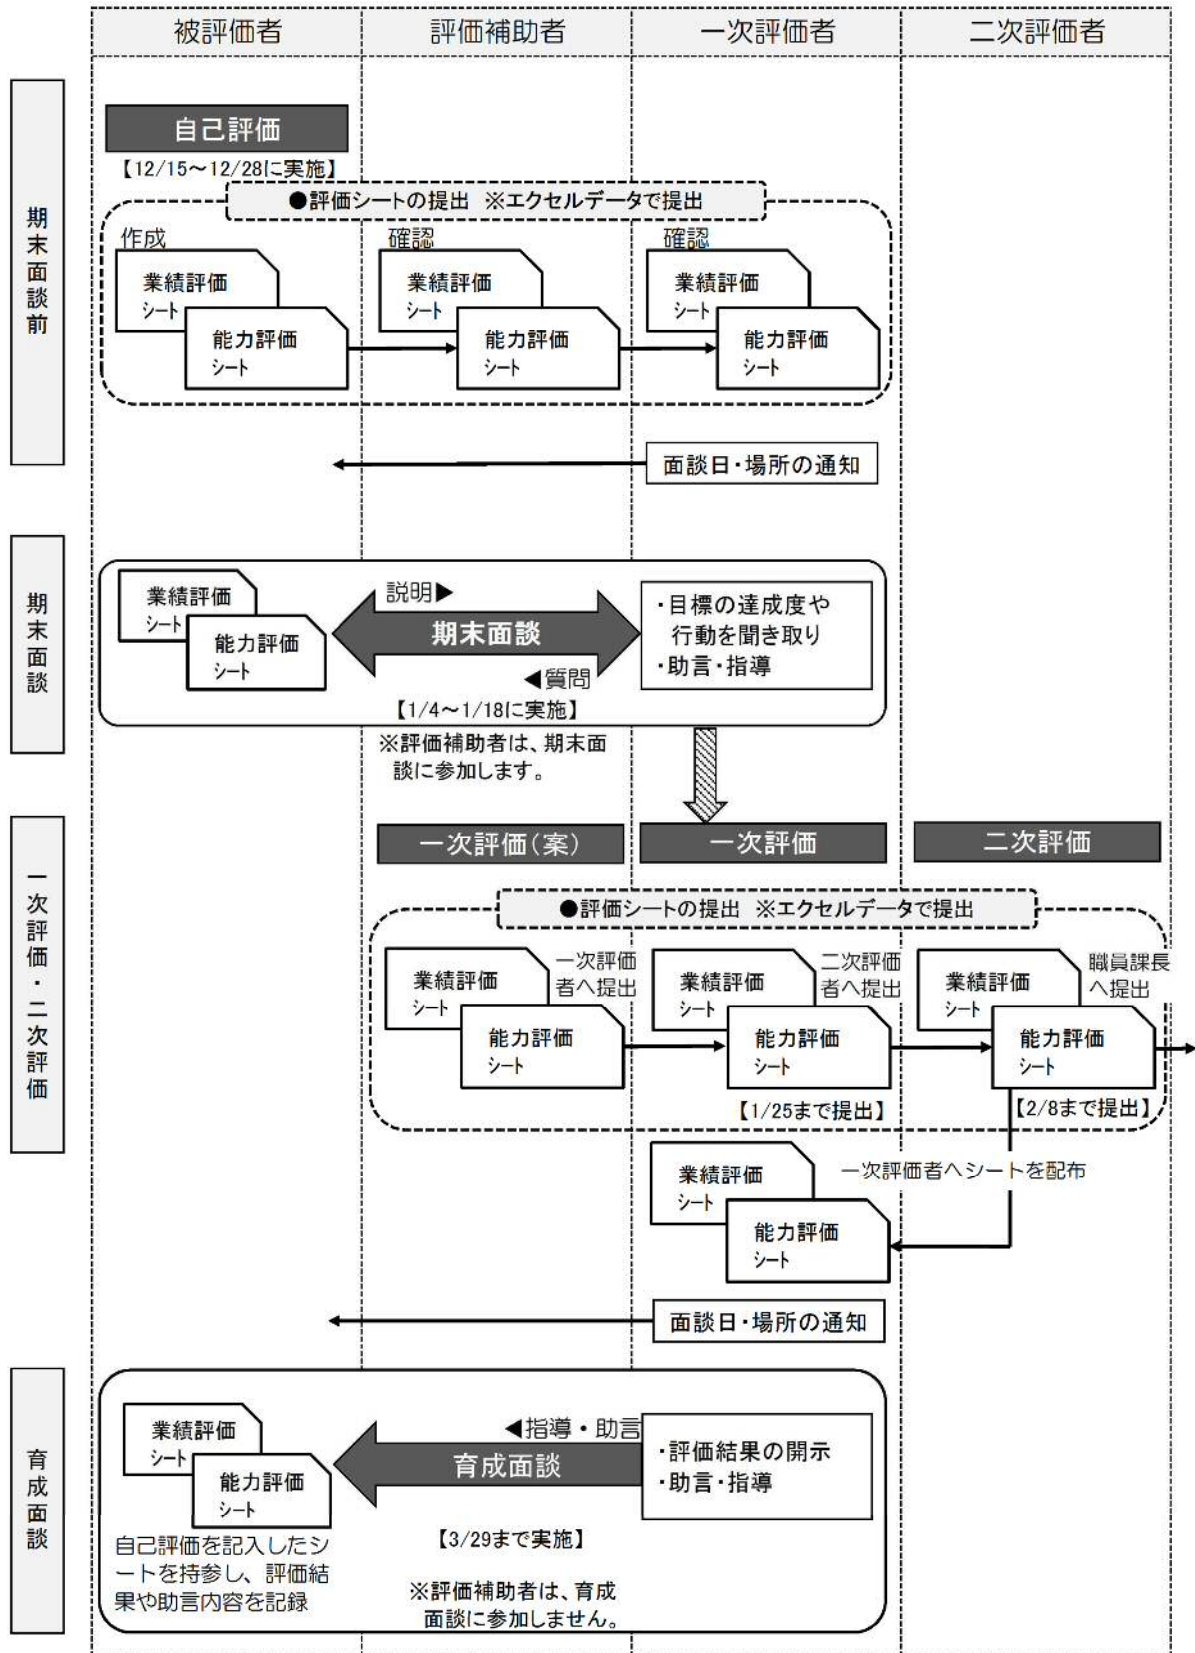 被評価者
評価補助者
一次評価者
二次評価者
期末面談前
自己評価
【12/15～12/28に実施】
●評価シートの提出 ※エクセルデータで提出
作成
業績評価
シート
能力評価
シート
確認
業績評価
シート
能力評価
シート
確認
業績評価
シート
能力評価
シート
面談日・場所の通知
期末面談
業績評価
シート
能力評価
シート
説明▶
期末面談
◀質問
【1/4～1/18に実施】
※評価補助者は、期末面
談に参加します。
・目標の達成度や
行動を聞き取り
・助言・指導
一次評価・二次評価
一次評価（案）
一次評価
二次評価
●評価シートの提出 ※エクセルデータで提出
業績評価
シート
能力評価
シート
一次評価
者へ提出
業績評価
シート
能力評価
シート
二次評価
者へ提出
【1/25まで提出】
業績評価
シート
能力評価
シート
職員課長
へ提出
【2/8まで提出】
業績評価
シート
能力評価
シート
一次評価者へシートを配布
面談日・場所の通知
育成面談
業績評価
シート
能力評価
シート
自己評価を記入したシ
ートを持参し、評価結
果や助言内容を記録
◀指導・助言
育成面談
【3/29まで実施】
※評価補助者は、育成
面談に参加しません。
・評価結果の開示
・助言・指導